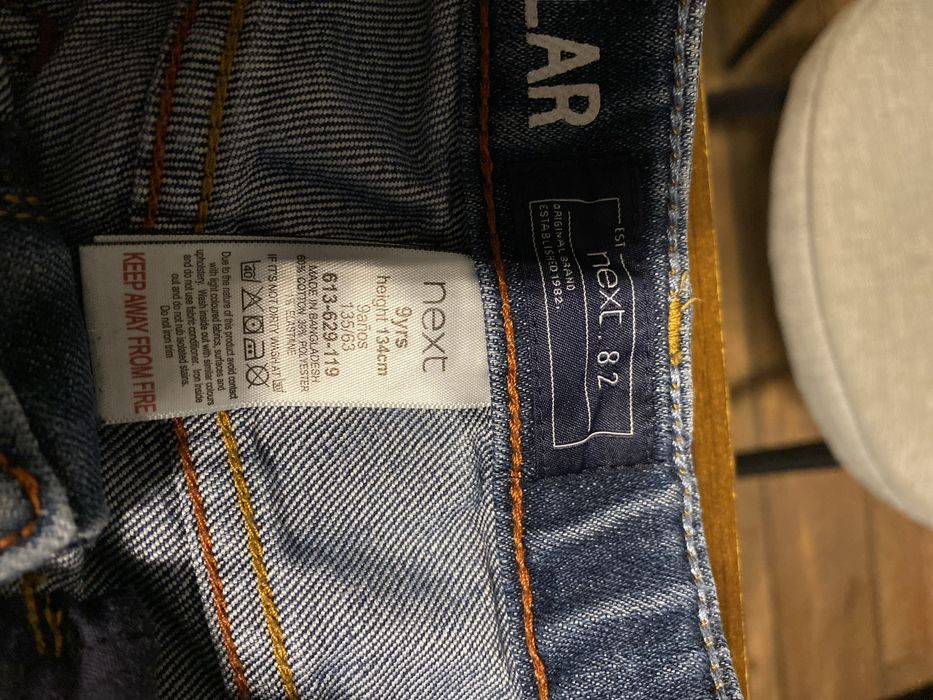 LAR
EST
next.82
ORIGINAL BRAND
ESTABLISHED 1982
next
9yrs
height 134cm
9años
135/63
613-629-119
MADE IN BANGLADESH
60% COTTON 39% POLYESTER
1% ELASTANE
IF IT'S NOT DIRTY WASH AT 30
40
Due to the nature of this product avoid contact
with light coloured fabrics, surfaces and
upholstery. Wash inside out with similar colours
and do not use fabric conditioner. Iron inside
out and do not rub isolated stains.
Do not iron trim
KEEP AWAY FROM FIRE